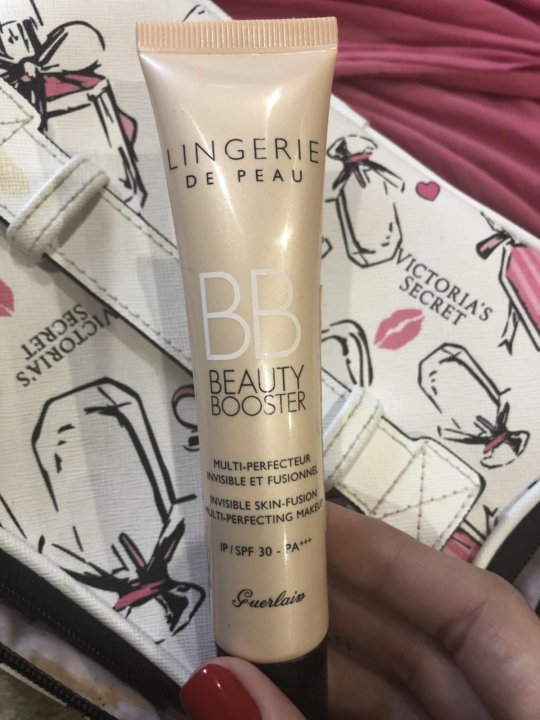 LINGERIE
DE PEAU
BB
BEAUTY
BOOSTER
MULTI-PERFECTEUR
INVISIBLE ET FUSIONNEL
INVISIBLE SKIN-FUSION
MULTI-PERFECTING MAKEUP
IP/SPF 30 - PA+++
Guerlain
VICTORIA'S
SECRET
VICTORIA'S
SECRET